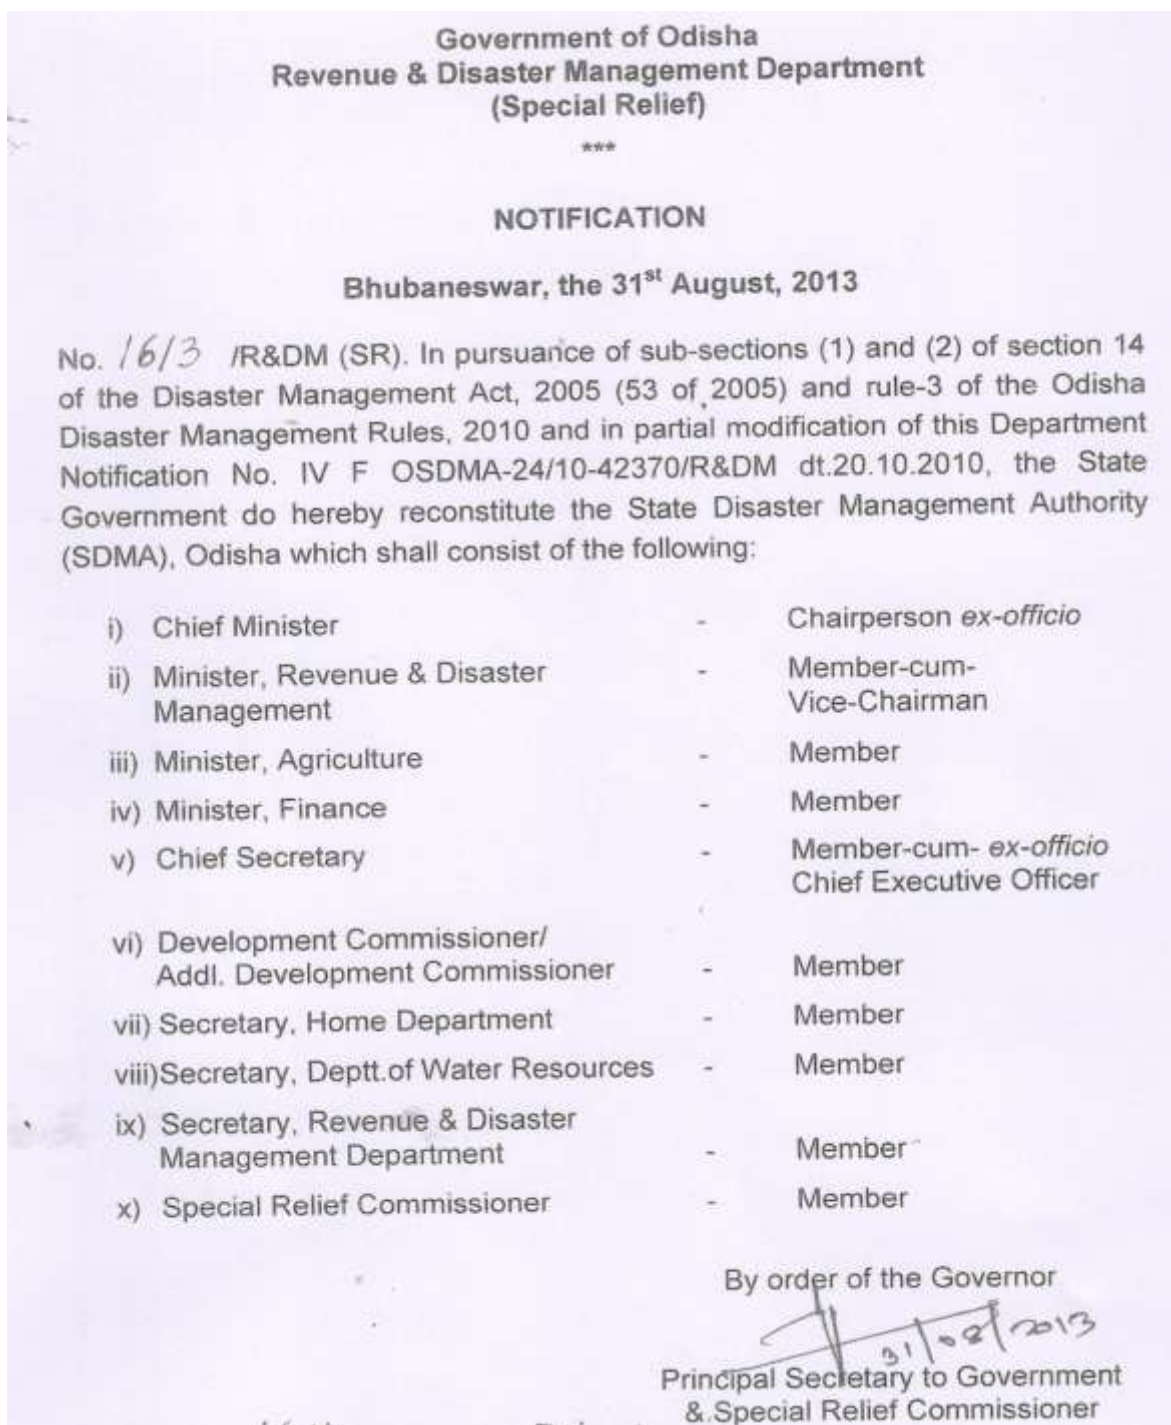 Government of Odisha
Revenue & Disaster Management Department
(Special Relief)
***
NOTIFICATION
Bhubaneswar, the 31st August, 2013
No. 1613 /R&DM (SR). In pursuance of sub-sections (1) and (2) of section 14
of the Disaster Management Act, 2005 (53 of 2005) and rule-3 of the Odisha
Disaster Management Rules, 2010 and in partial modification of this Department
Notification No. IV F OSDMA-24/10-42370/R&DM dt.20.10.2010, the State
Government do hereby reconstitute the State Disaster Management Authority
(SDMA), Odisha which shall consist of the following:
i) Chief Minister - Chairperson ex-officio
ii) Minister, Revenue & Disaster - Member-cum-
Management Vice-Chairman
iii) Minister, Agriculture - Member
iv) Minister, Finance - Member
v) Chief Secretary - Member-cum- ex-officio
Chief Executive Officer
vi) Development Commissioner/
Addl. Development Commissioner - Member
vii) Secretary, Home Department - Member
viii)Secretary, Deptt.of Water Resources - Member
ix) Secretary, Revenue & Disaster
Management Department - Member
x) Special Relief Commissioner - Member
By order of the Governor
31/08/2013
Principal Secretary to Government
& Special Relief Commissioner